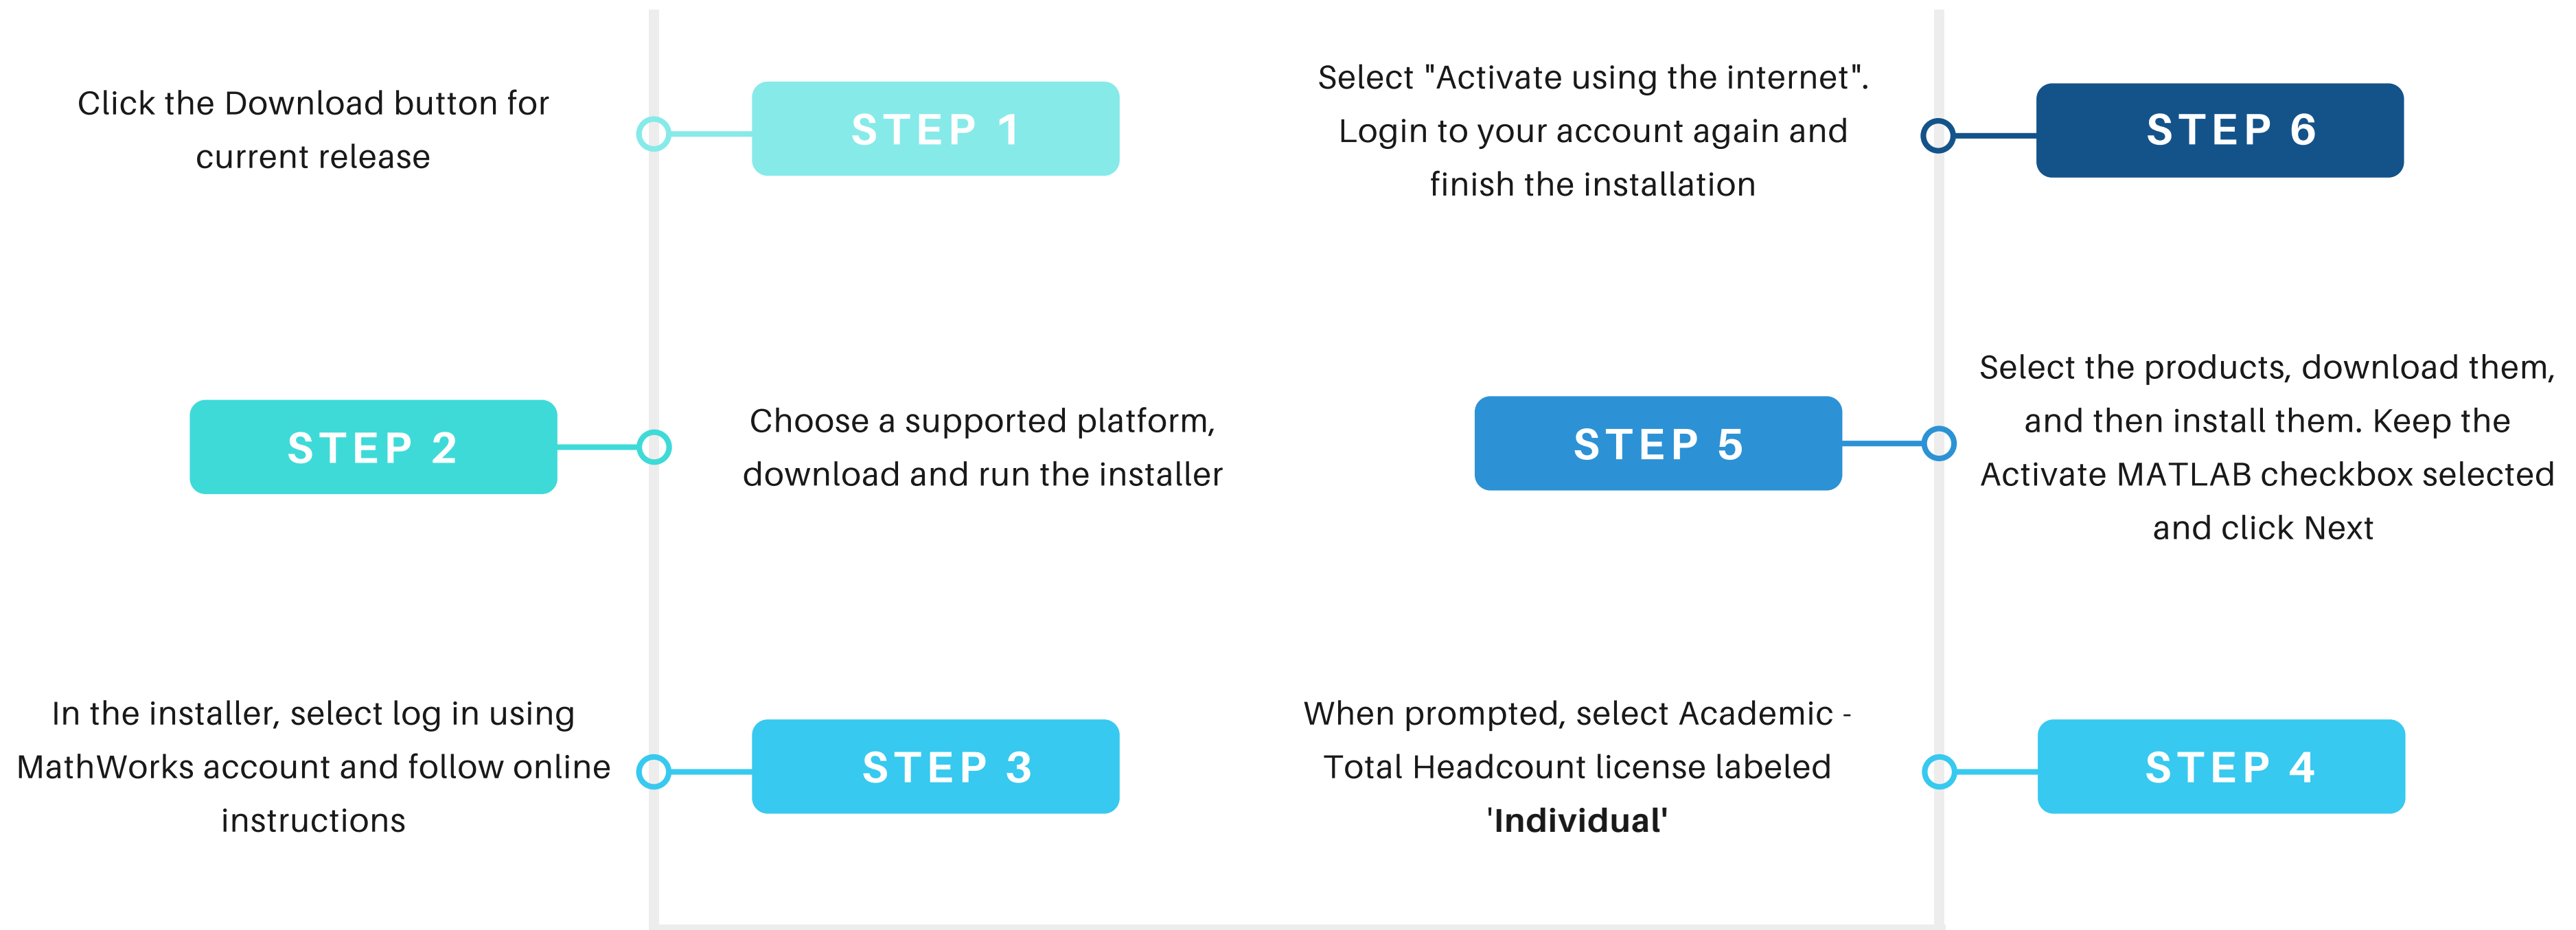 Click the Download button for
current release
STEP 1
STEP 2
Choose a supported platform,
download and run the installer
In the installer, select log in using
MathWorks account and follow online
instructions
STEP 3
When prompted, select Academic -
Total Headcount license labeled
'Individual'
STEP 4
STEP 5
Select the products, download them,
and then install them. Keep the
Activate MATLAB checkbox selected
and click Next
Select "Activate using the internet".
Login to your account again and
finish the installation
STEP 6